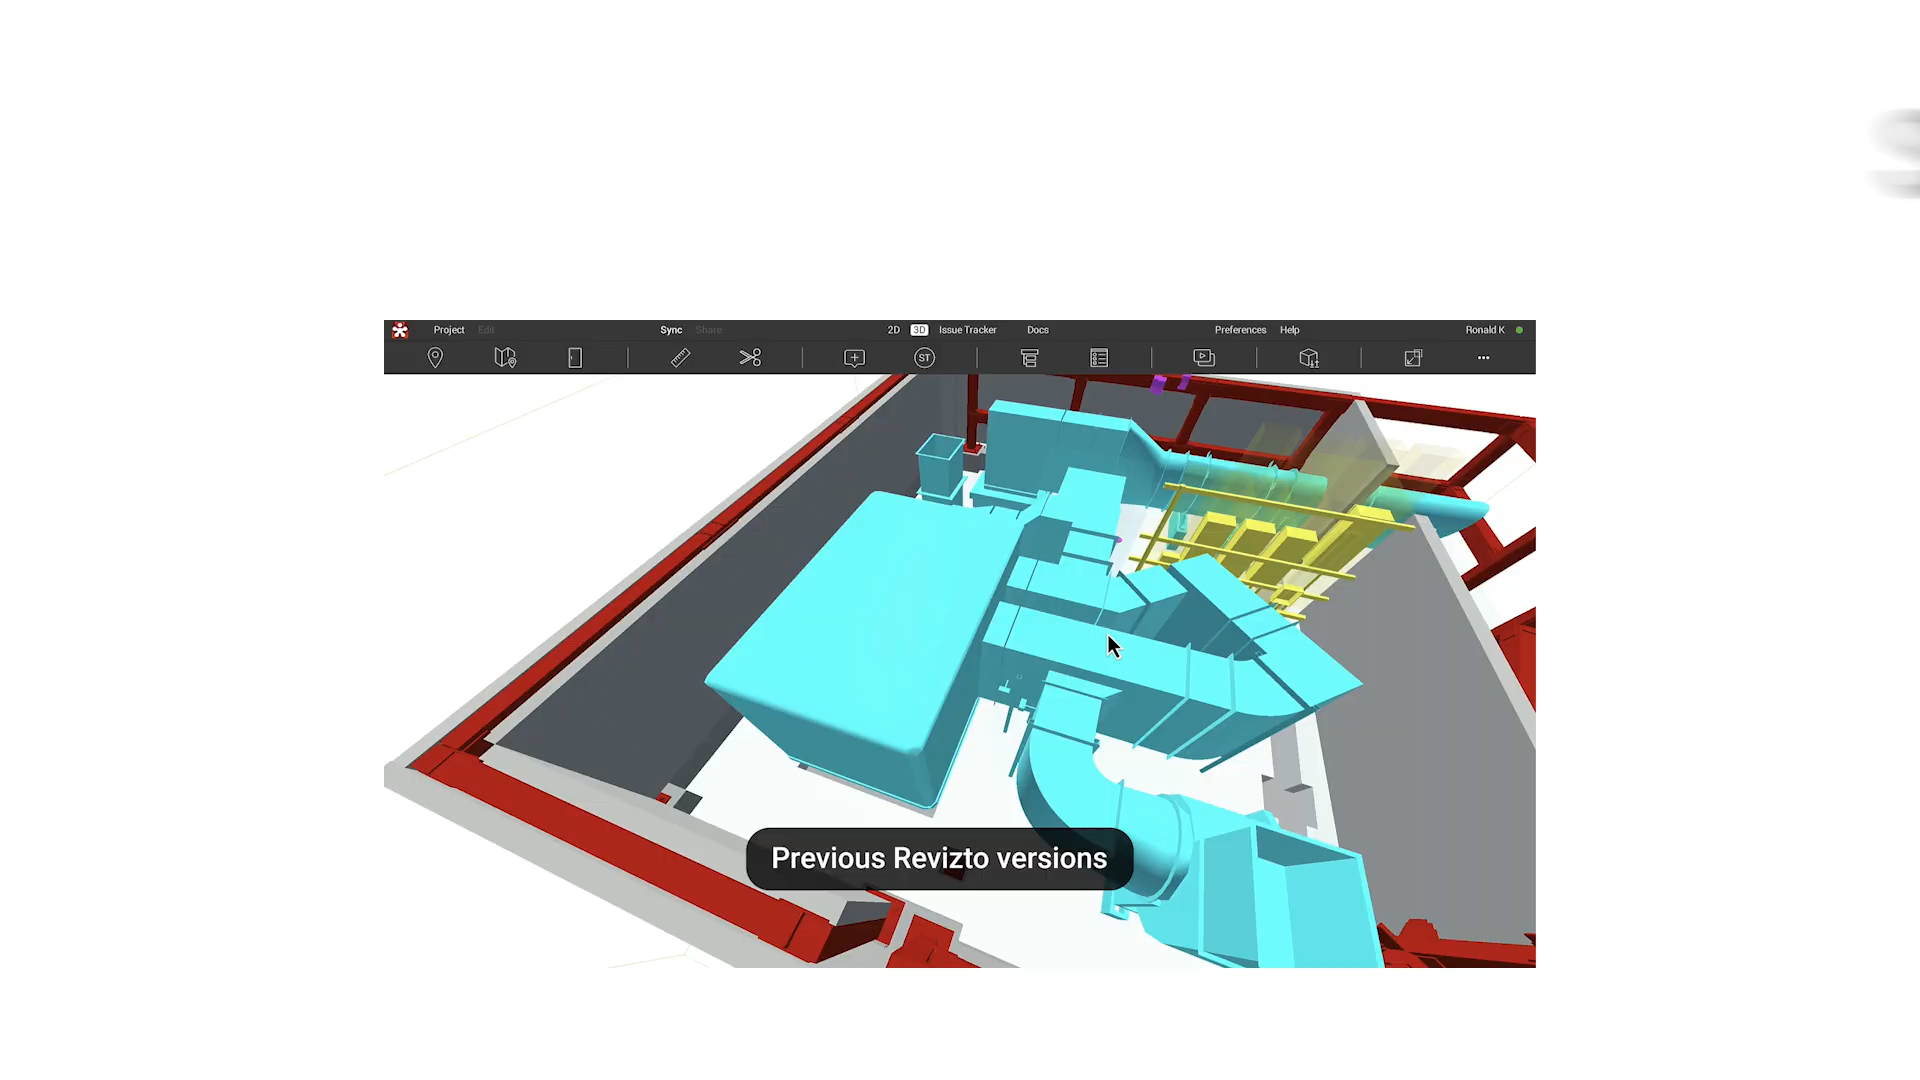 Project Edit Sync Share 2D 3D Issue Tracker Docs Preferences Help Ronald K
ST
Previous Revizto versions